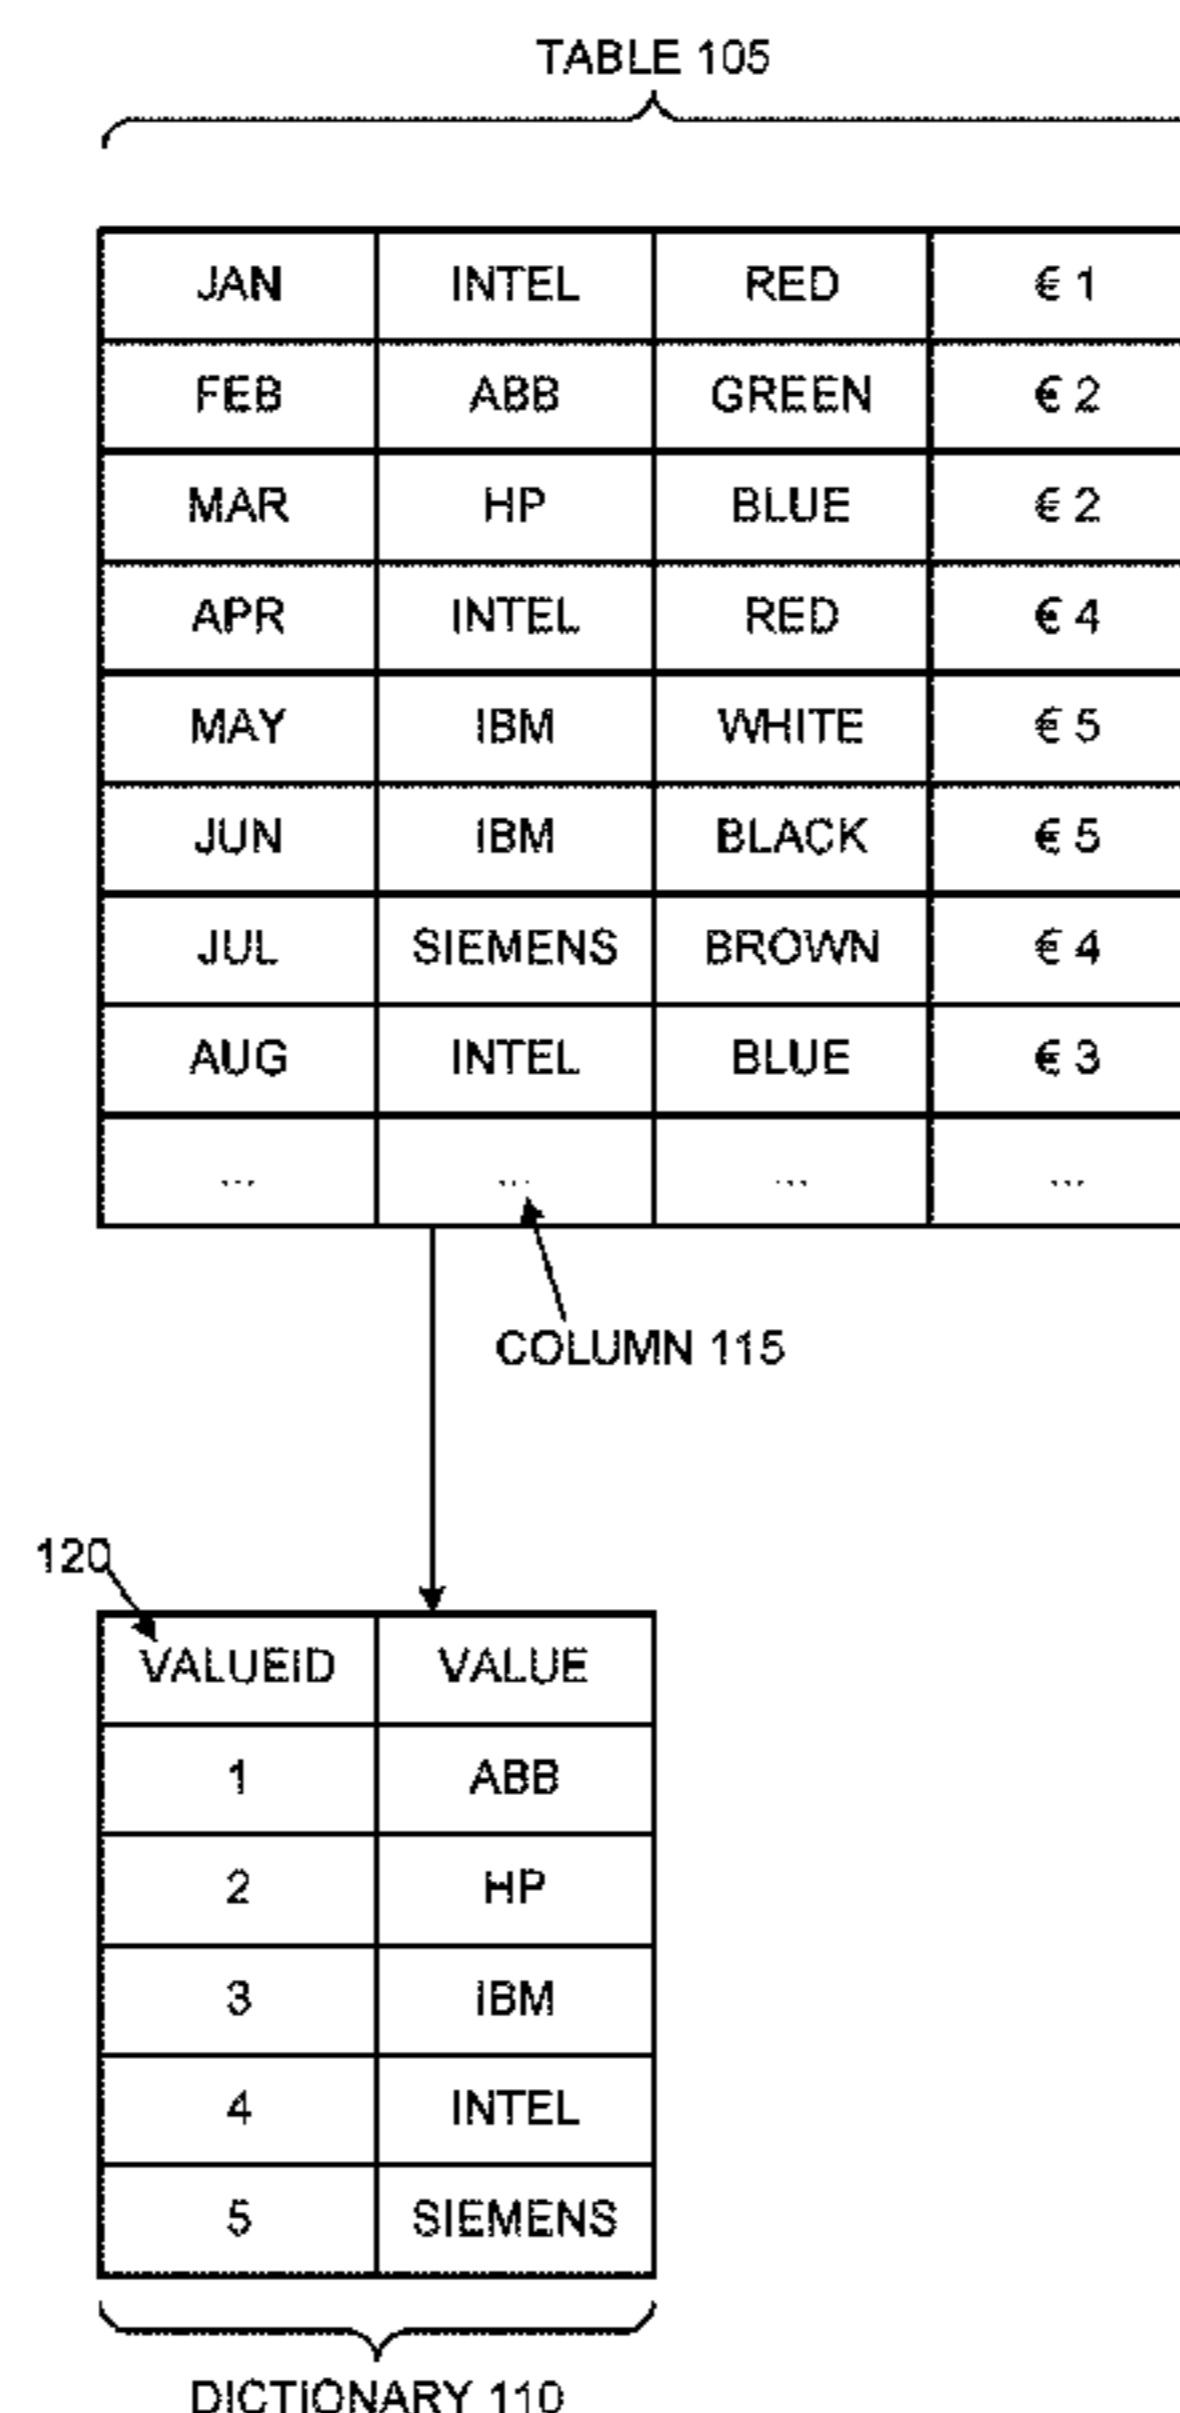 TABLE 105
JAN INTEL RED € 1
FEB ABB GREEN € 2
MAR HP BLUE € 2
APR INTEL RED € 4
MAY IBM WHITE € 5
JUN IBM BLACK € 5
JUL SIEMENS BROWN € 4
AUG INTEL BLUE € 3
... ... ... ...
COLUMN 115
120
VALUEID VALUE
1 ABB
2 HP
3 IBM
4 INTEL
5 SIEMENS
DICTIONARY 110